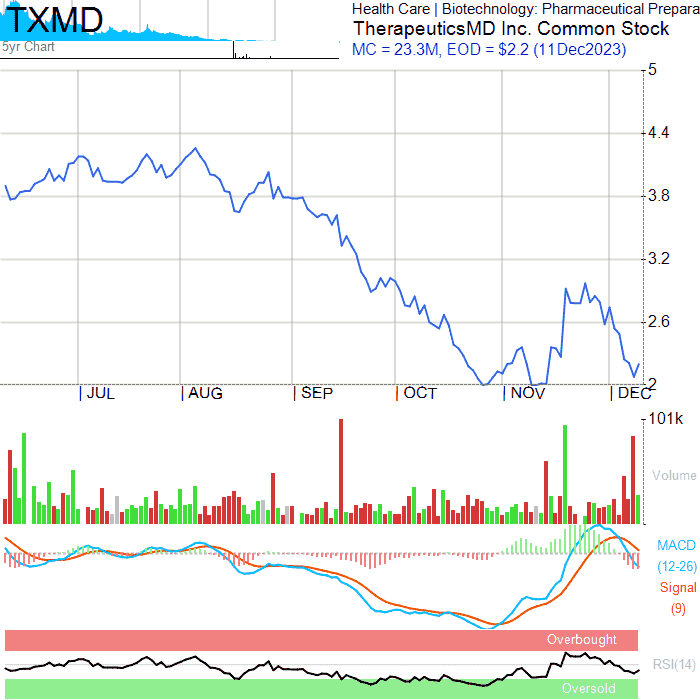 TXMD
5yr Chart
Health Care | Biotechnology: Pharmaceutical Prepara
TherapeuticsMD Inc. Common Stock
MC = 23.3M, EOD = $2.2 (11Dec2023)
5
4.4
3.8
3.2
2.6
2
JUL
AUG
SEP
OCT
NOV
DEC
101k
Volume
MACD
(12-26)
Signal
(9)
Overbought
RSI(14)
Oversold